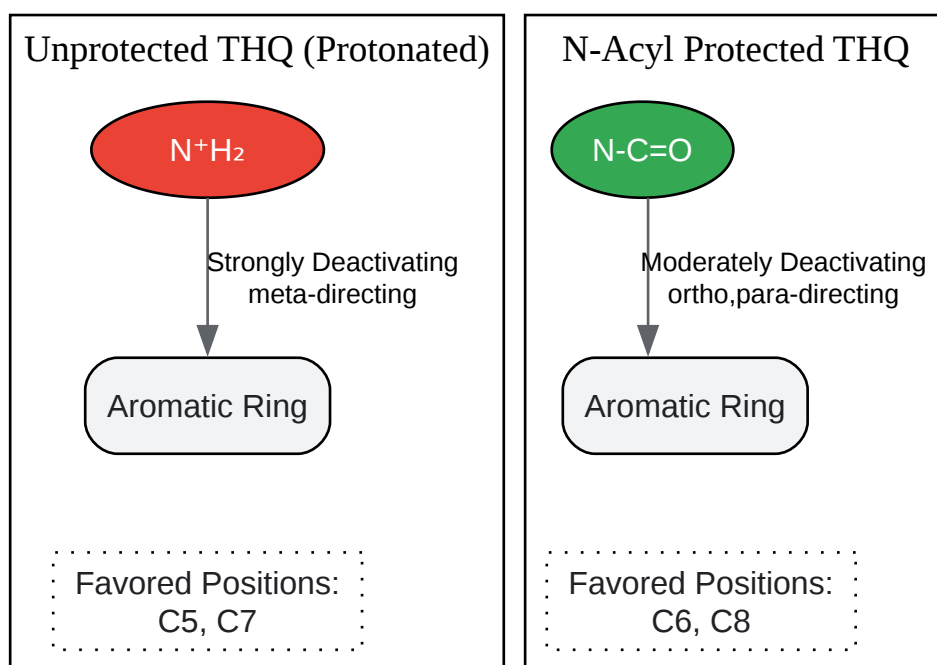 Unprotected THQ (Protonated)
N⁺H₂
Strongly Deactivating
meta-directing
Aromatic Ring
Favored Positions:
C5, C7
N-Acyl Protected THQ
N-C=O
Moderately Deactivating
ortho,para-directing
Aromatic Ring
Favored Positions:
C6, C8